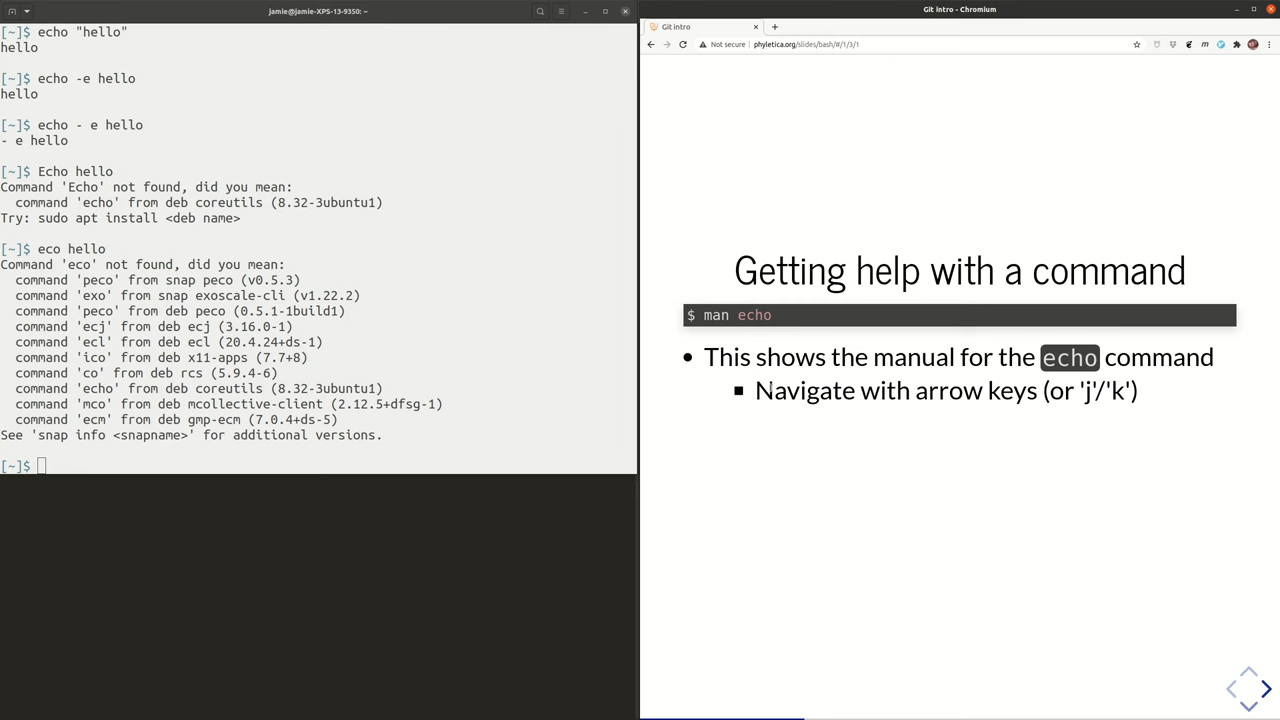 jamie@jamie-XPS-13-9350: ~
[~]$ echo "hello"
hello
[~]$ echo -e hello
hello
[~]$ echo - e hello
- e hello
[~]$ Echo hello
Command 'Echo' not found, did you mean:
  command 'echo' from deb coreutils (8.32-3ubuntu1)
Try: sudo apt install <deb name>
[~]$ eco hello
Command 'eco' not found, did you mean:
  command 'peco' from snap peco (v0.5.3)
  command 'exo' from snap exoscale-cli (v1.22.2)
  command 'peco' from deb peco (0.5.1-1build1)
  command 'ecj' from deb ecj (3.16.0-1)
  command 'ecl' from deb ecl (20.4.24+ds-1)
  command 'ico' from deb x11-apps (7.7+8)
  command 'co' from deb rcs (5.9.4-6)
  command 'echo' from deb coreutils (8.32-3ubuntu1)
  command 'mco' from deb mcollective-client (2.12.5+dfsg-1)
  command 'ecm' from deb gmp-ecm (7.0.4+ds-5)
See 'snap info <snapname>' for additional versions.
[~]$
Git intro - Chromium
Git intro
Not secure | phyletica.org/slides/bash/#/1/3/1
Getting help with a command
$ man echo
• This shows the manual for the echo command
▪ Navigate with arrow keys (or 'j'/'k')